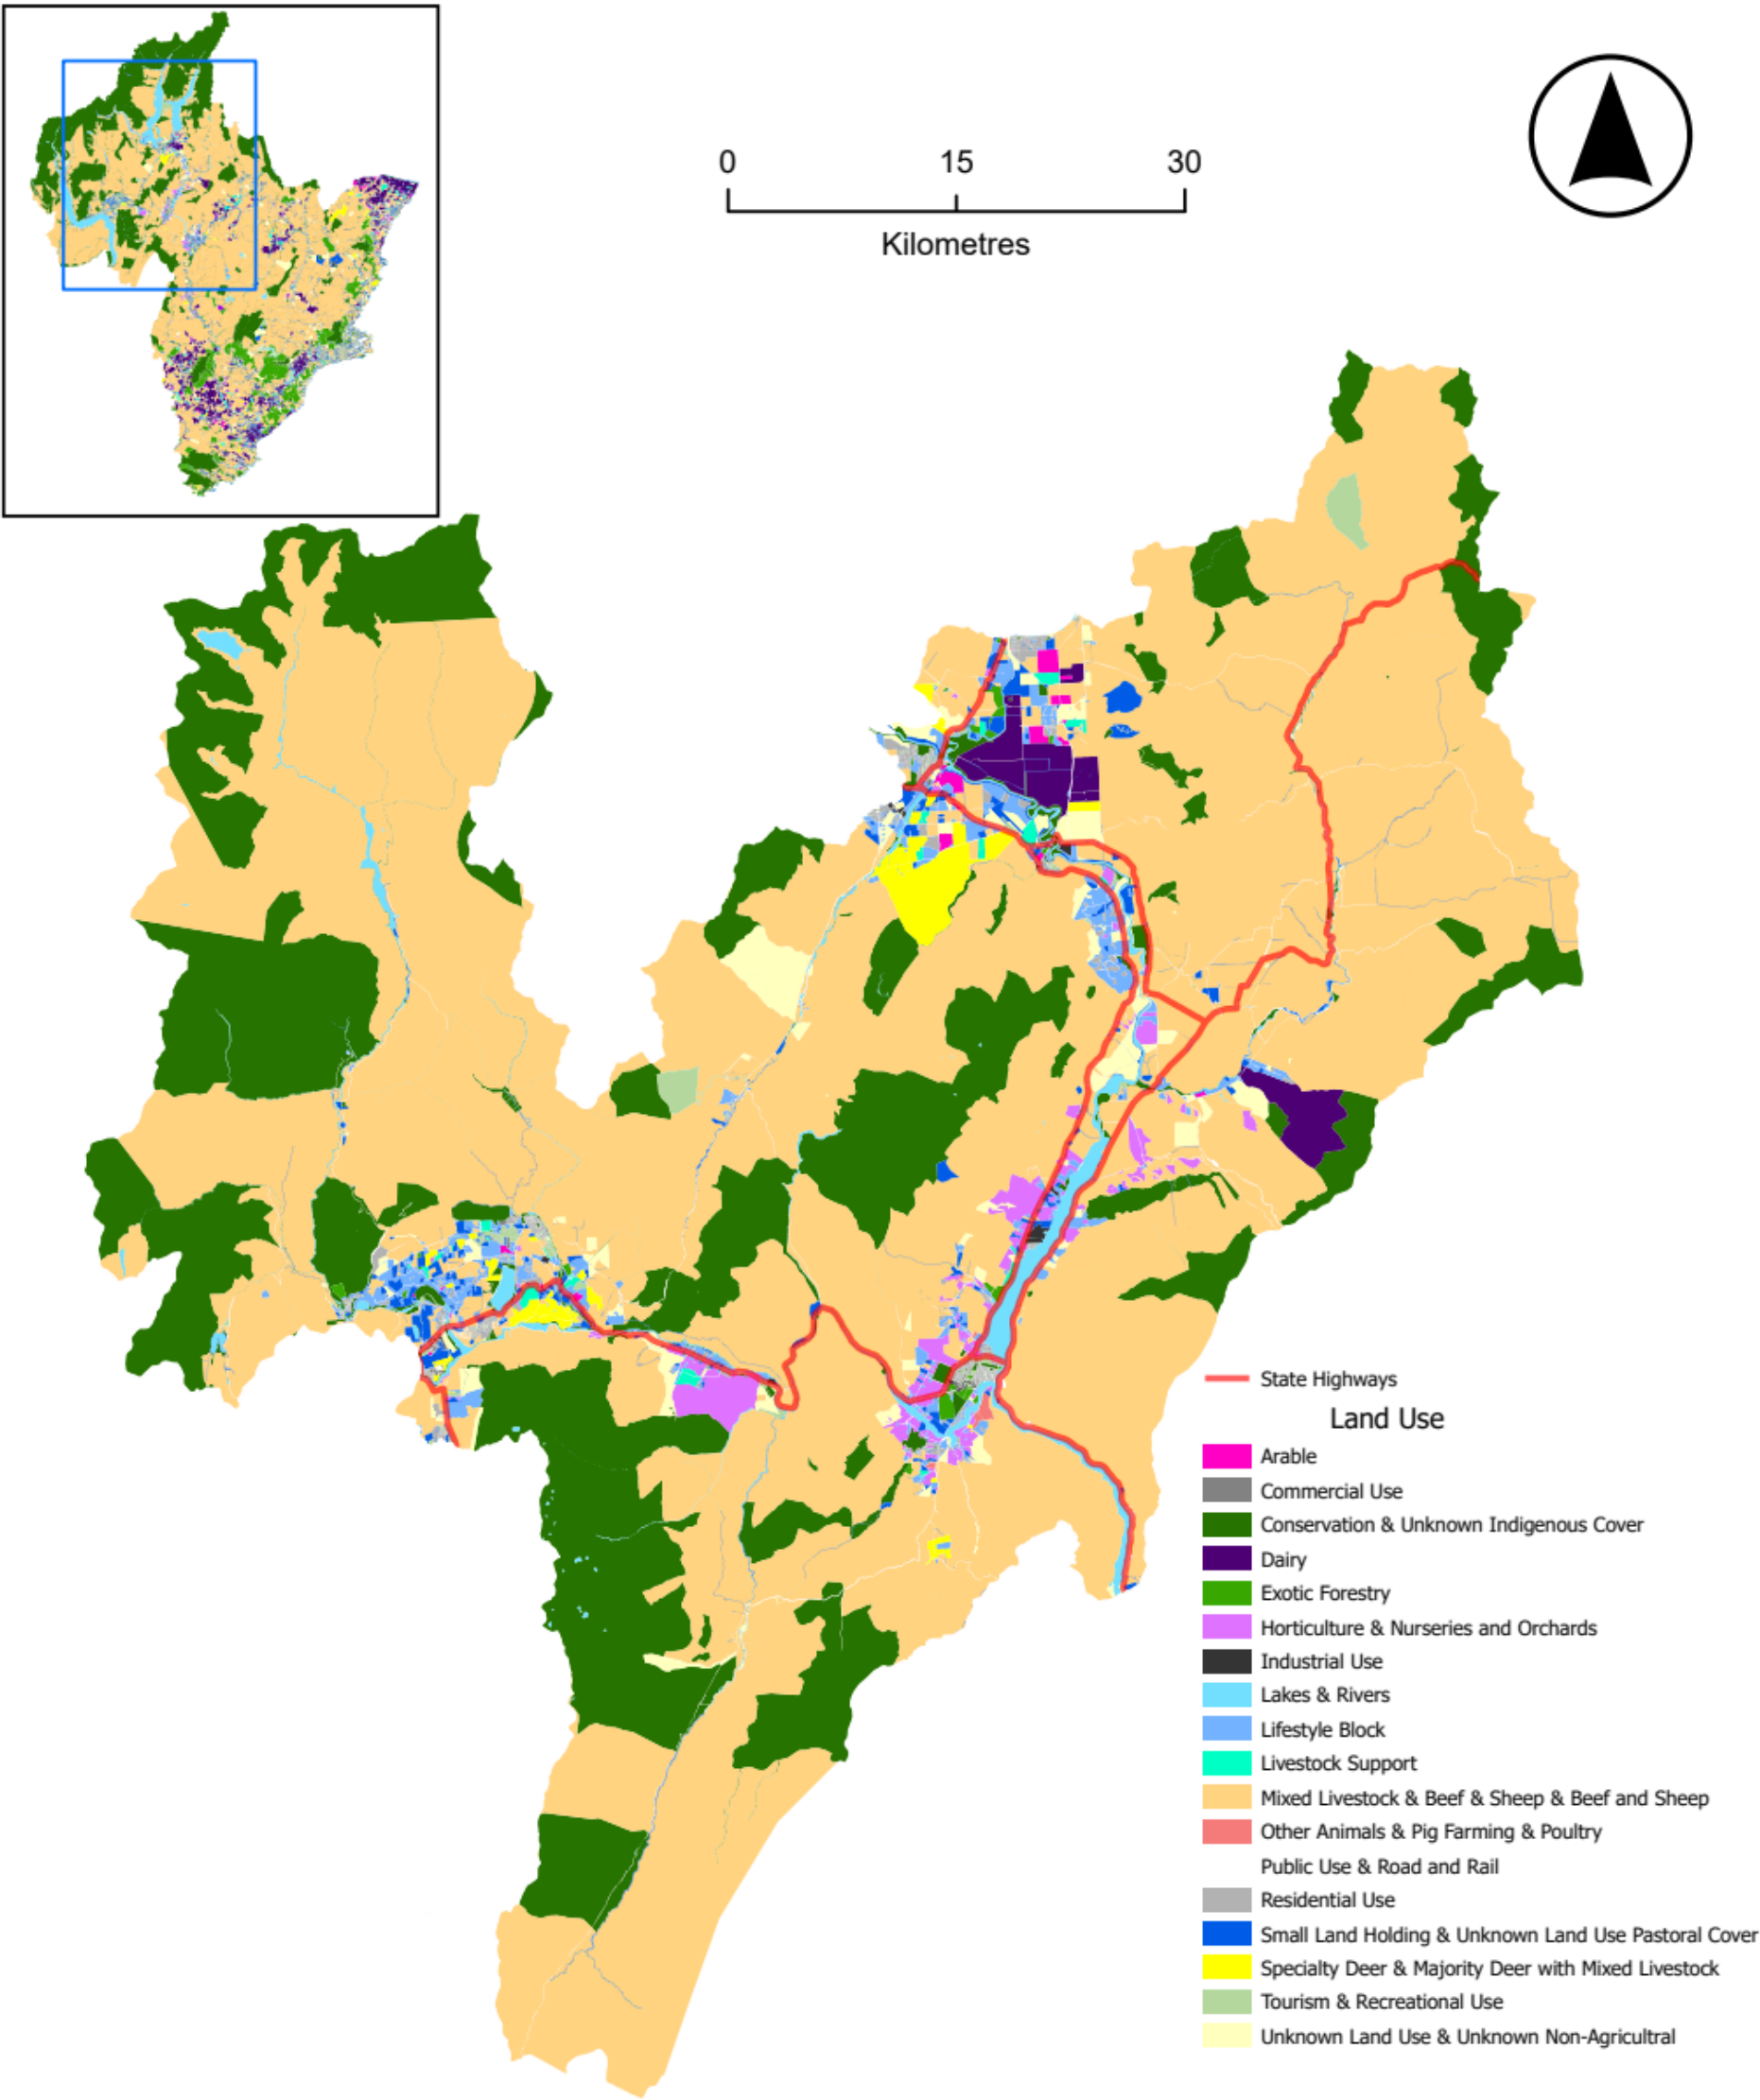 0 15 30
Kilometres
State Highways
Land Use
Arable
Commercial Use
Conservation & Unknown Indigenous Cover
Dairy
Exotic Forestry
Horticulture & Nurseries and Orchards
Industrial Use
Lakes & Rivers
Lifestyle Block
Livestock Support
Mixed Livestock & Beef & Sheep & Beef and Sheep
Other Animals & Pig Farming & Poultry
Public Use & Road and Rail
Residential Use
Small Land Holding & Unknown Land Use Pastoral Cover
Specialty Deer & Majority Deer with Mixed Livestock
Tourism & Recreational Use
Unknown Land Use & Unknown Non-Agricultral